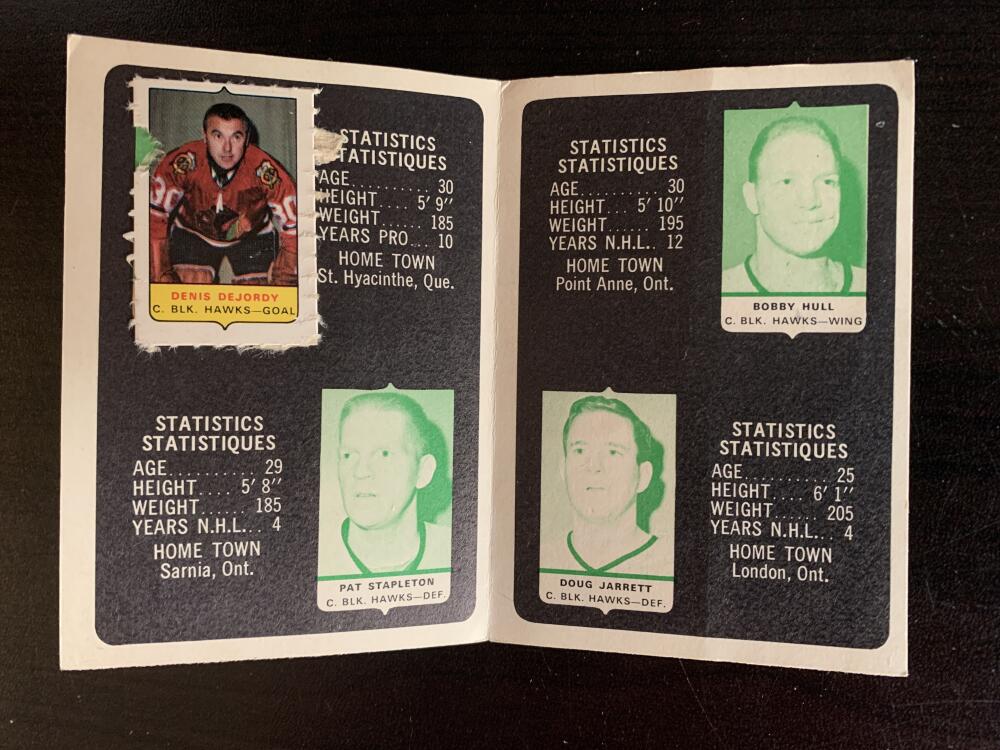 30 30
DENIS DEJORDY
C. BLK. HAWKS—GOAL
STATISTICS
STATISTIQUES
AGE.......... 30
HEIGHT.... 5' 9"
WEIGHT..... 185
YEARS PRO... 10
HOME TOWN
St. Hyacinthe, Que.
STATISTICS
STATISTIQUES
AGE.......... 29
HEIGHT.... 5' 8"
WEIGHT..... 185
YEARS N.H.L... 4
HOME TOWN
Sarnia, Ont.
PAT STAPLETON
C. BLK. HAWKS—DEF.
STATISTICS
STATISTIQUES
AGE........... 30
HEIGHT... 5' 10"
WEIGHT...... 195
YEARS N.H.L.. 12
HOME TOWN
Point Anne, Ont.
BOBBY HULL
C. BLK. HAWKS—WING
DOUG JARRETT
C. BLK. HAWKS—DEF.
STATISTICS
STATISTIQUES
AGE........... 25
HEIGHT.... 6' 1"
WEIGHT..... 205
YEARS N.H.L... 4
HOME TOWN
London, Ont.